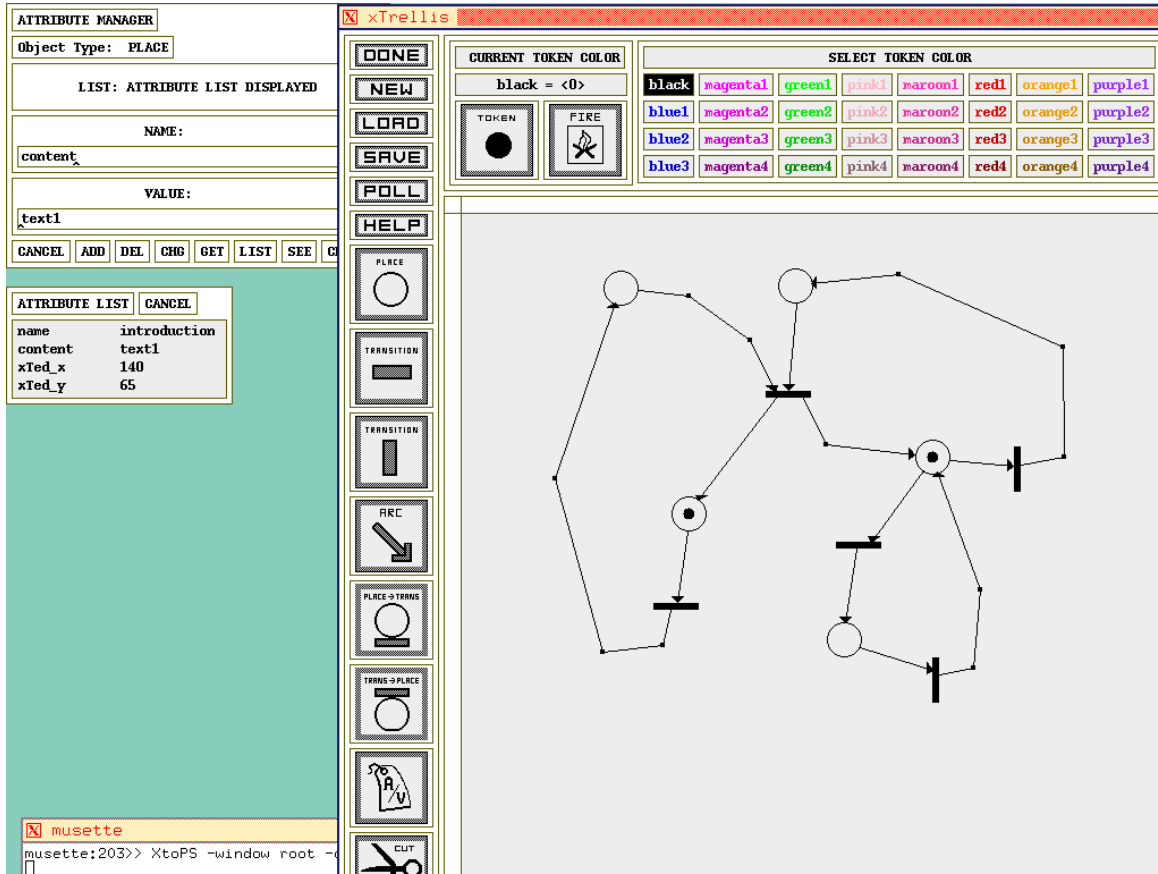 ATTRIBUTE MANAGER
Object Type: PLACE
LIST: ATTRIBUTE LIST DISPLAYED
NAME:
content
VALUE:
text1
CANCEL ADD DEL CHG GET LIST SEE
ATTRIBUTE LIST CANCEL
name introduction
content text1
xTed_x 140
xTed_y 65
musette
musette:203>> XtoPS -window root
xTrellis
DONE
NEW
LOAD
SAVE
POLL
HELP
PLACE
TRANSITION
TRANSITION
ARC
PLACE→TRANS
TRANS→PLACE
A/V
CUT
CURRENT TOKEN COLOR
black = <0>
TOKEN FIRE
SELECT TOKEN COLOR
black magenta1 green1 pink1 maroon1 red1 orange1 purple1
blue1 magenta2 green2 pink2 maroon2 red2 orange2 purple2
blue2 magenta3 green3 pink3 maroon3 red3 orange3 purple3
blue3 magenta4 green4 pink4 maroon4 red4 orange4 purple4